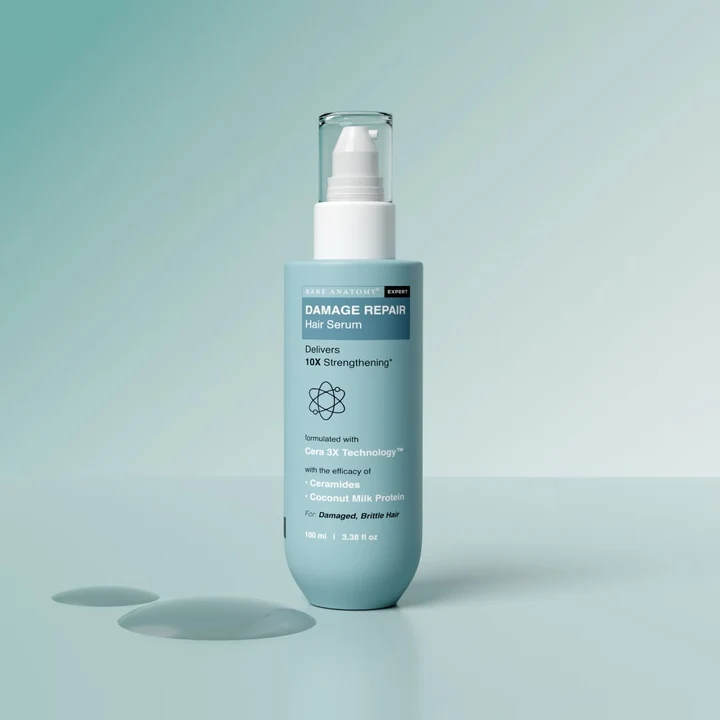 BARE ANATOMY® EXPERT
DAMAGE REPAIR
Hair Serum
Delivers
10X Strengthening*
formulated with
Cera 3X Technology™
with the efficacy of
• Ceramides
• Coconut Milk Protein
For: Damaged, Brittle Hair
100 ml | 3.38 fl oz